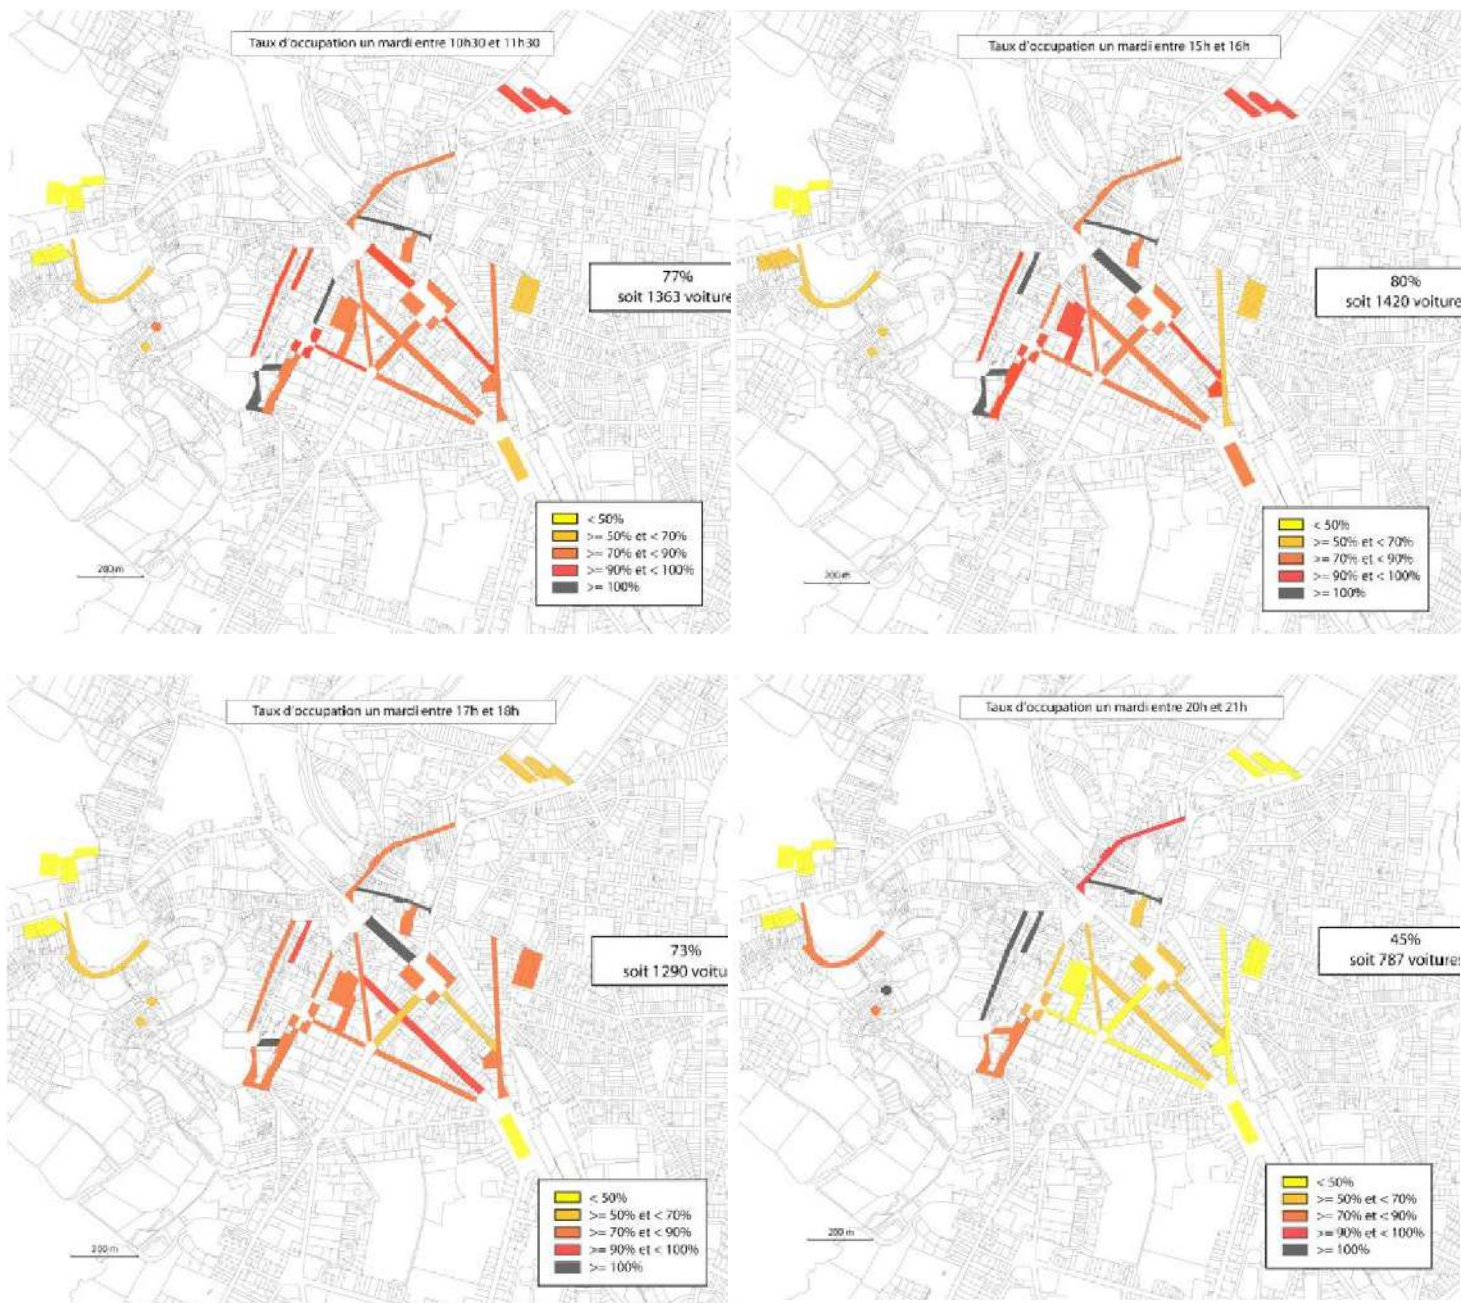 Taux d'occupation un mardi entre 10h30 et 11h30
77%
soit 1363 voiture
< 50%
>= 50% et < 70%
>= 70% et < 90%
>= 90% et < 100%
>= 100%
200 m
Taux d'occupation un mardi entre 15h et 16h
80%
soit 1420 voiture
< 50%
>= 50% et < 70%
>= 70% et < 90%
>= 90% et < 100%
>= 100%
200 m
Taux d'occupation un mardi entre 17h et 18h
73%
soit 1290 voitu
< 50%
>= 50% et < 70%
>= 70% et < 90%
>= 90% et < 100%
>= 100%
200 m
Taux d'occupation un mardi entre 20h et 21h
45%
soit 787 voitures
< 50%
>= 50% et < 70%
>= 70% et < 90%
>= 90% et < 100%
>= 100%
200 m